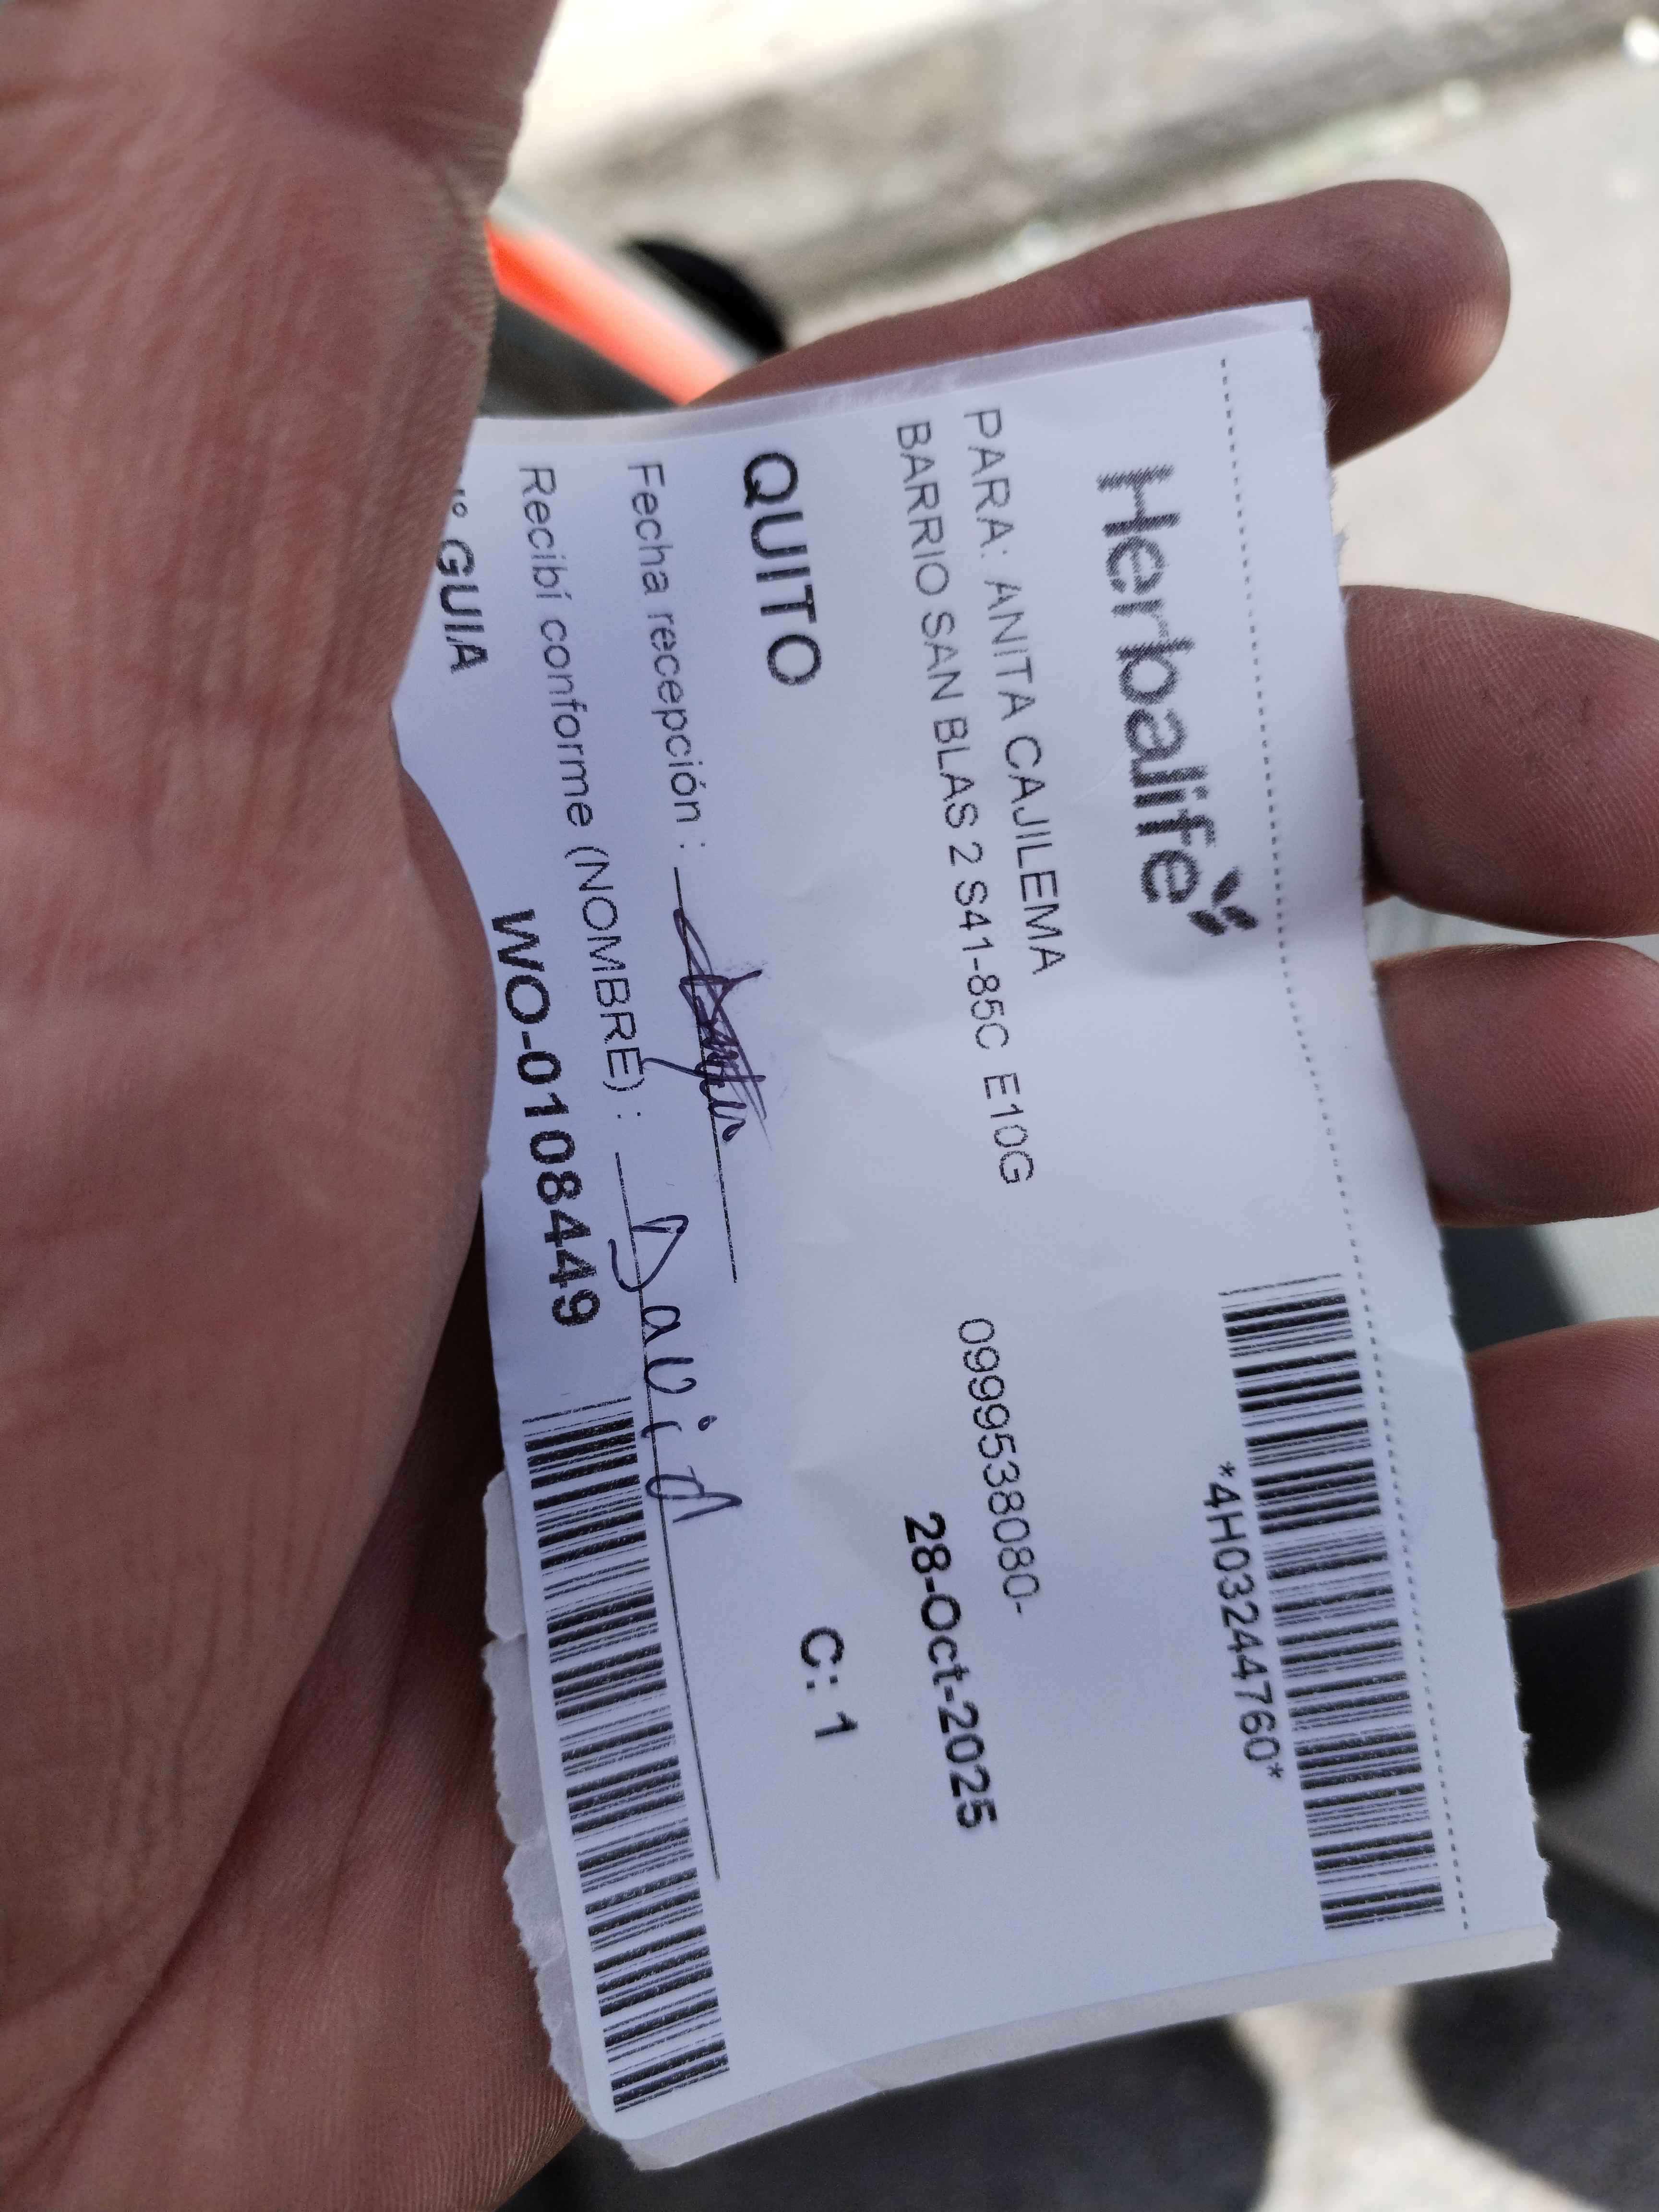 Herbalife
*4H03244760*
PARA: ANITA CAJILEMA 0999538080-
BARRIO SAN BLAS 2 S41-85C E10G
28-Oct-2025
QUITO C: 1
Fecha recepción :
Recibí conforme (NOMBRE) : David
° GUIA WO-0108449